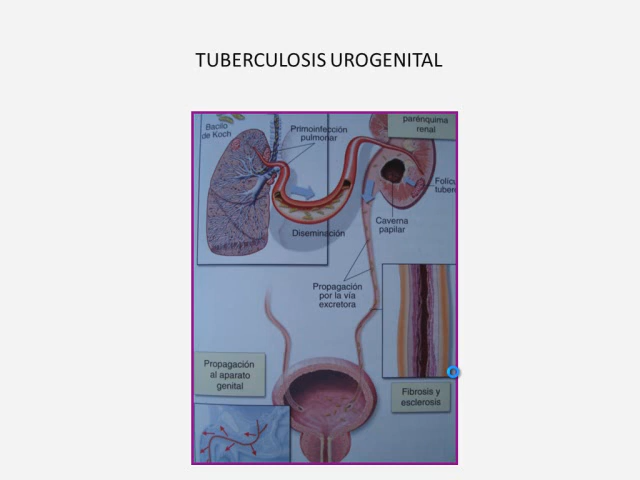 TUBERCULOSIS UROGENITAL
Bacilo
de Koch
Primoinfección
pulmonar
parénquima
renal
Caverna
papilar
Diseminación
Propagación
por la vía
excretora
Propagación
al aparato
genital
Fibrosis y
esclerosis